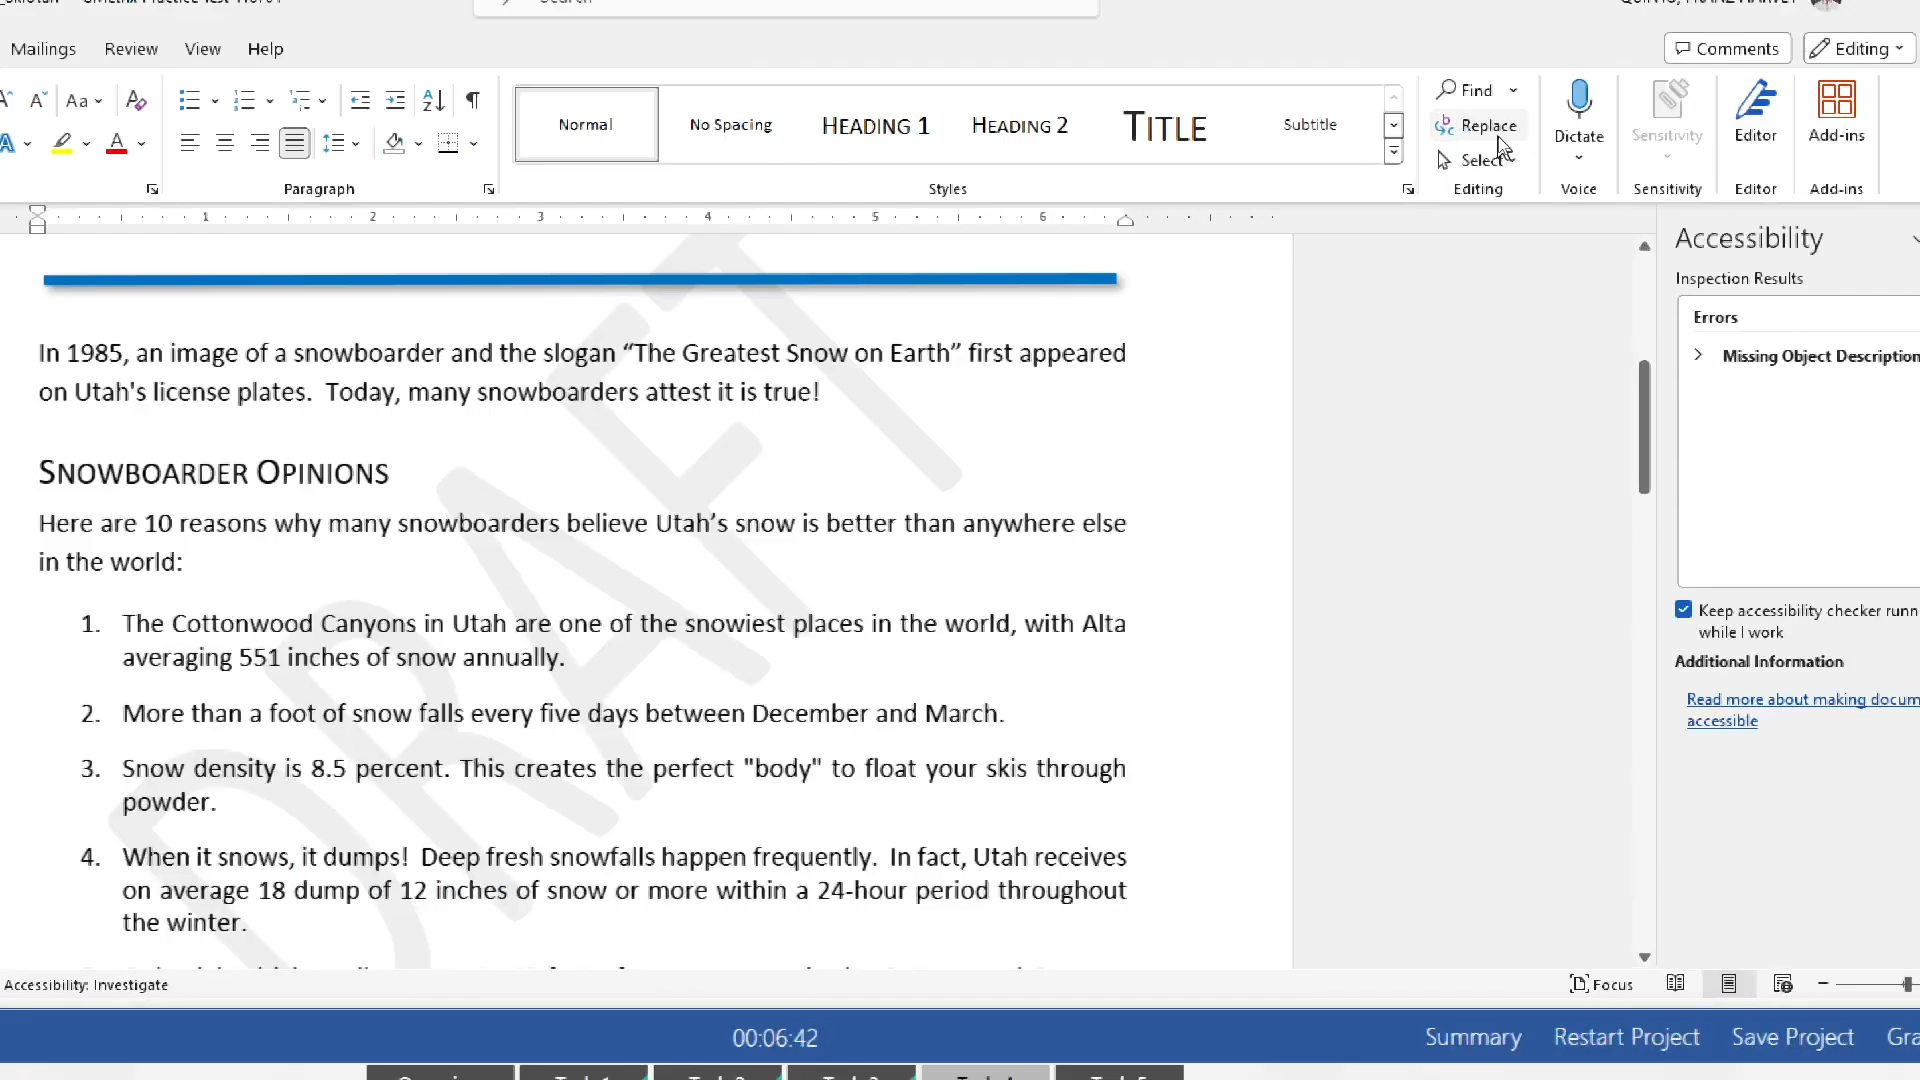 Mailings Review View Help
Comments Editing
Aa
Normal No Spacing HEADING 1 HEADING 2 TITLE Subtitle
Find
Replace
Select
Dictate Sensitivity Editor Add-ins
Paragraph Styles Editing Voice Sensitivity Editor Add-ins
1 2 3 4 5 6
DRAFT
In 1985, an image of a snowboarder and the slogan “The Greatest Snow on Earth” first appeared
on Utah's license plates.  Today, many snowboarders attest it is true!
SNOWBOARDER OPINIONS
Here are 10 reasons why many snowboarders believe Utah’s snow is better than anywhere else
in the world:
1. The Cottonwood Canyons in Utah are one of the snowiest places in the world, with Alta
averaging 551 inches of snow annually.
2. More than a foot of snow falls every five days between December and March.
3. Snow density is 8.5 percent. This creates the perfect "body" to float your skis through
powder.
4. When it snows, it dumps!  Deep fresh snowfalls happen frequently.  In fact, Utah receives
on average 18 dump of 12 inches of snow or more within a 24-hour period throughout
the winter.
Accessibility
Inspection Results
Errors
Missing Object Description
Keep accessibility checker runn
while I work
Additional Information
Read more about making docum
accessible
Accessibility: Investigate
Focus
00:06:42
Summary Restart Project Save Project Gra